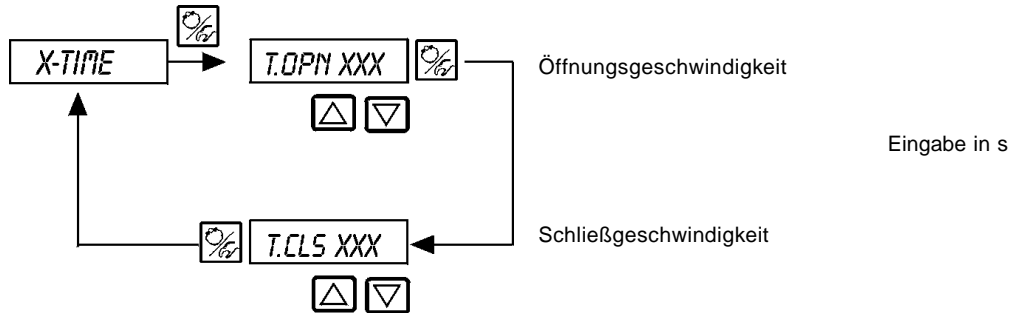 X-TIME
T.OPN XXX
Öffnungsgeschwindigkeit
Eingabe in s
T.CLS XXX
Schließgeschwindigkeit